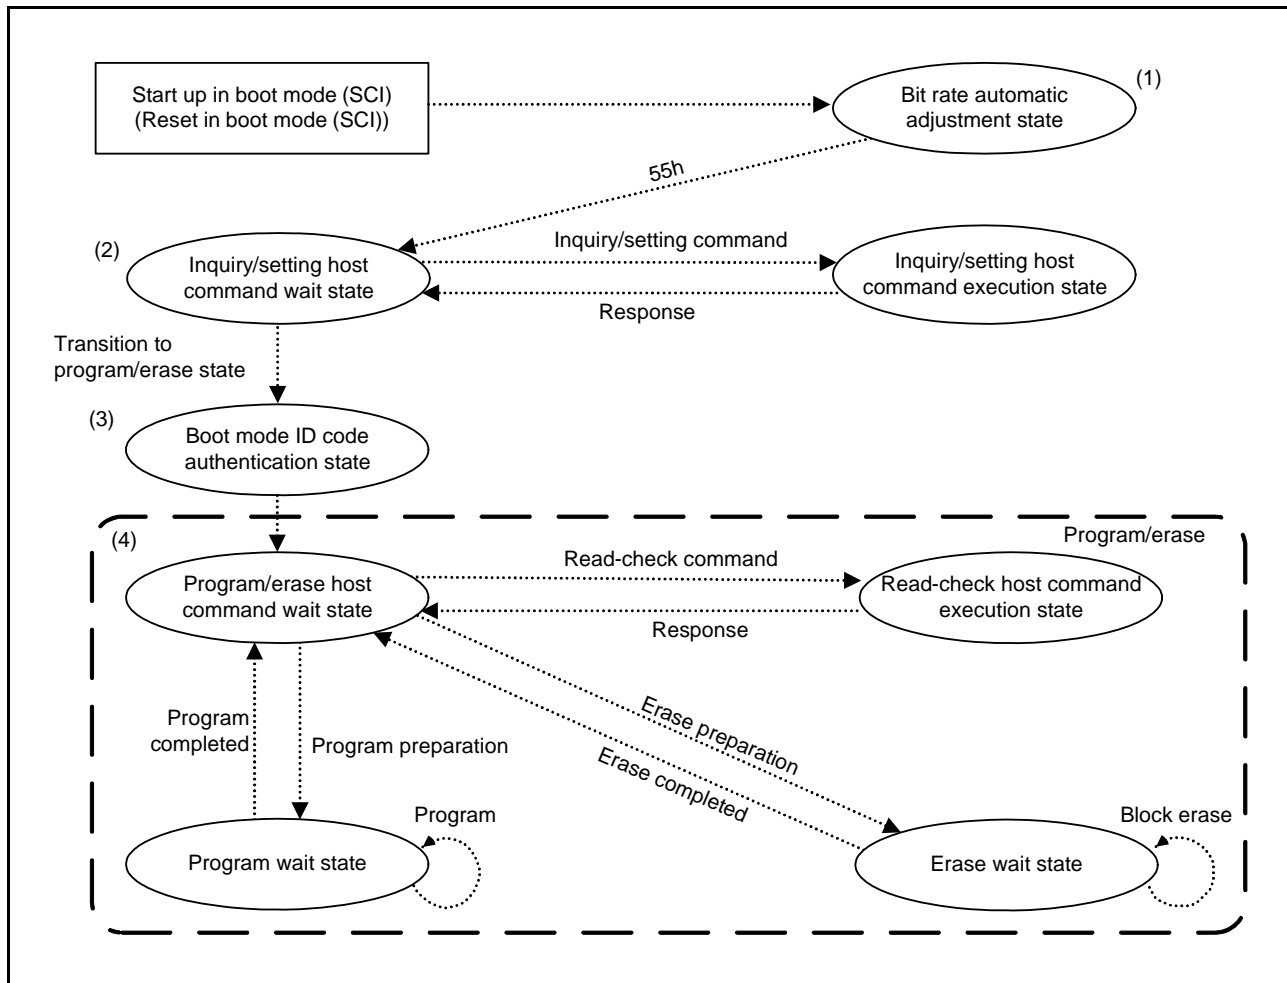 Start up in boot mode (SCI)
(Reset in boot mode (SCI))
(1)
Bit rate automatic
adjustment state
55h
(2)
Inquiry/setting host
command wait state
Inquiry/setting command
Response
Inquiry/setting host
command execution state
Transition to
program/erase state
(3)
Boot mode ID code
authentication state
(4)
Program/erase
Program/erase host
command wait state
Read-check command
Response
Read-check host command
execution state
Program
completed
Program preparation
Erase preparation
Erase completed
Program wait state
Program
Erase wait state
Block erase